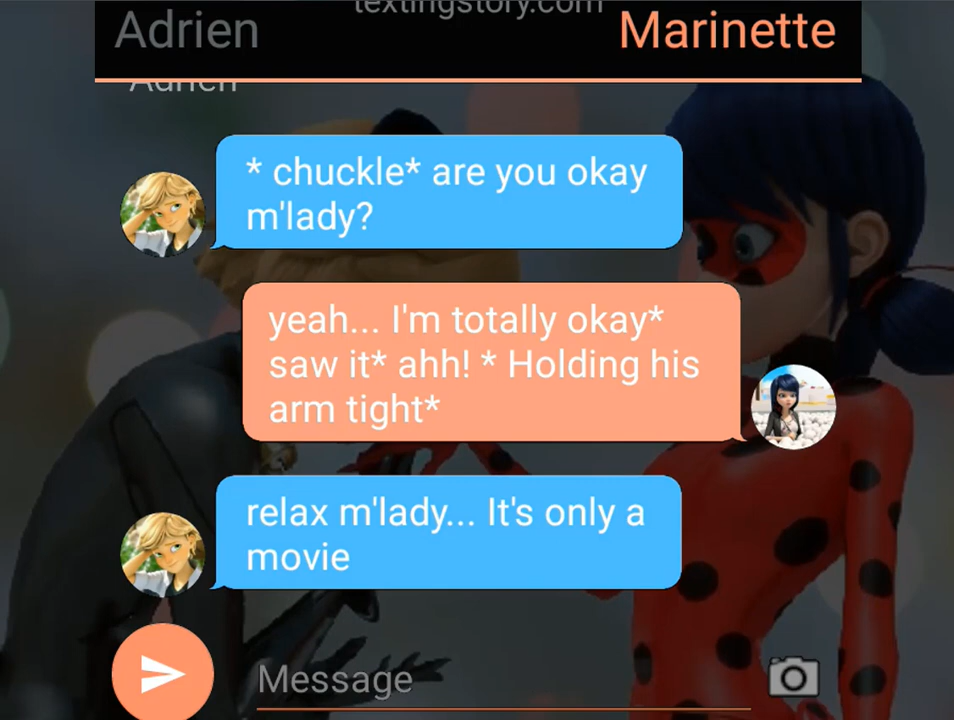 textingstory.com
Adrien Marinette
Adrien
* chuckle* are you okay
m'lady?
yeah... I'm totally okay*
saw it* ahh! * Holding his
arm tight*
relax m'lady... It's only a
movie
Message